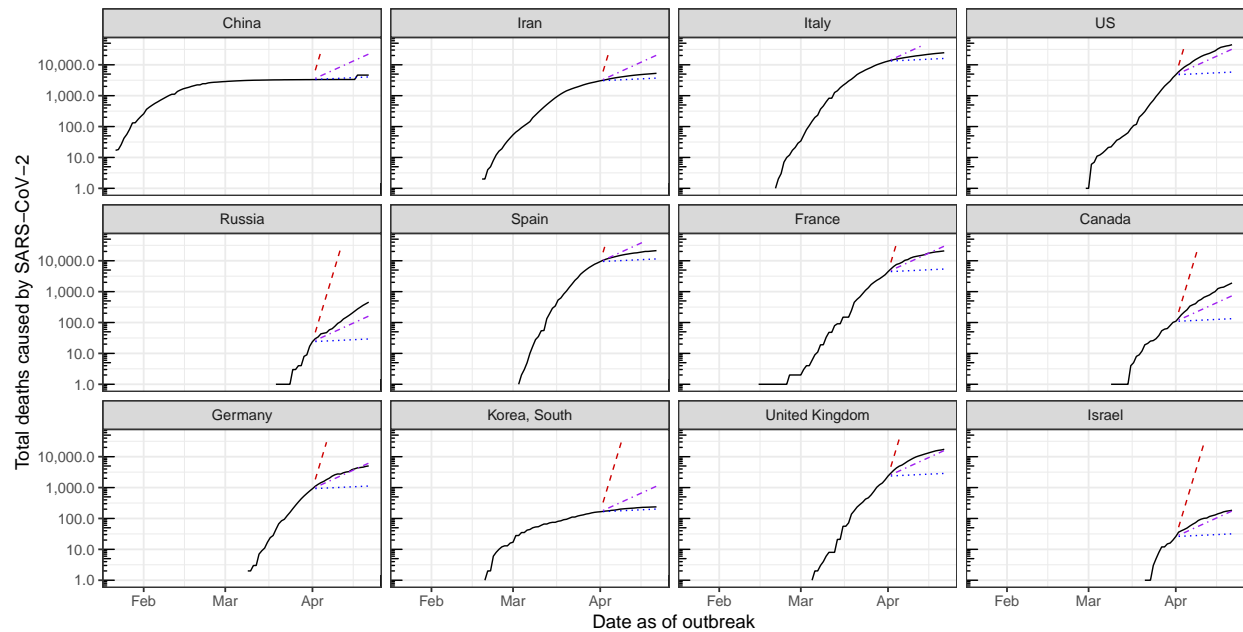 China Iran Italy US
10,000.0
1,000.0
100.0
10.0
1.0
Russia Spain France Canada
10,000.0
1,000.0
100.0
10.0
1.0
Germany Korea, South United Kingdom Israel
10,000.0
1,000.0
100.0
10.0
1.0
Feb Mar Apr Feb Mar Apr Feb Mar Apr Feb Mar Apr
Date as of outbreak
Total deaths caused by SARS−CoV−2